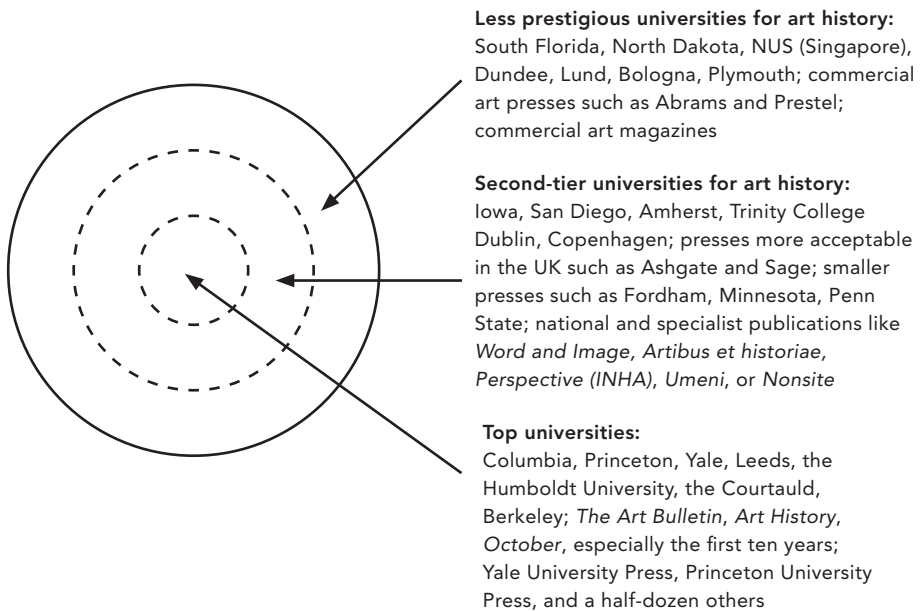 Less prestigious universities for art history:
South Florida, North Dakota, NUS (Singapore),
Dundee, Lund, Bologna, Plymouth; commercial
art presses such as Abrams and Prestel;
commercial art magazines
Second-tier universities for art history:
Iowa, San Diego, Amherst, Trinity College
Dublin, Copenhagen; presses more acceptable
in the UK such as Ashgate and Sage; smaller
presses such as Fordham, Minnesota, Penn
State; national and specialist publications like
Word and Image, Artibus et historiae,
Perspective (INHA), Umeni, or Nonsite
Top universities:
Columbia, Princeton, Yale, Leeds, the
Humboldt University, the Courtauld,
Berkeley; The Art Bulletin, Art History,
October, especially the first ten years;
Yale University Press, Princeton University
Press, and a half-dozen others